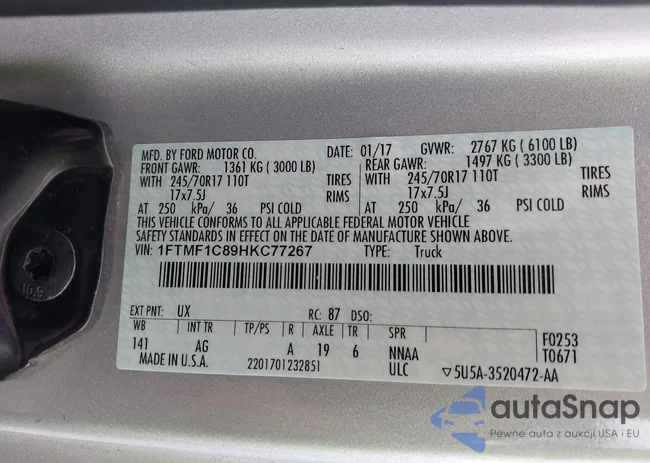 MFD. BY FORD MOTOR CO.
DATE: 01/17 GVWR: 2767 KG ( 6100 LB)
FRONT GAWR: 1361 KG ( 3000 LB) REAR GAWR: 1497 KG ( 3300 LB)
WITH 245/70R17 110T TIRES WITH 245/70R17 110T TIRES
17x7.5J RIMS 17x7.5J RIMS
AT 250 kPa/ 36 PSI COLD AT 250 kPa/ 36 PSI COLD
THIS VEHICLE CONFORMS TO ALL APPLICABLE FEDERAL MOTOR VEHICLE
SAFETY STANDARDS IN EFFECT ON THE DATE OF MANUFACTURE SHOWN ABOVE.
VIN: 1FTMF1C89HKC77267 TYPE: Truck
EXT PNT: UX RC: 87 DSO:
WB INT TR TP/PS R AXLE TR SPR F0253
141 AG A 19 6 NNAA T0671
MADE IN U.S.A. 2201701232851 ULC ▽5U5A-3520472-AA
10.9
autaSnap
Pewne auta z aukcji USA i EU